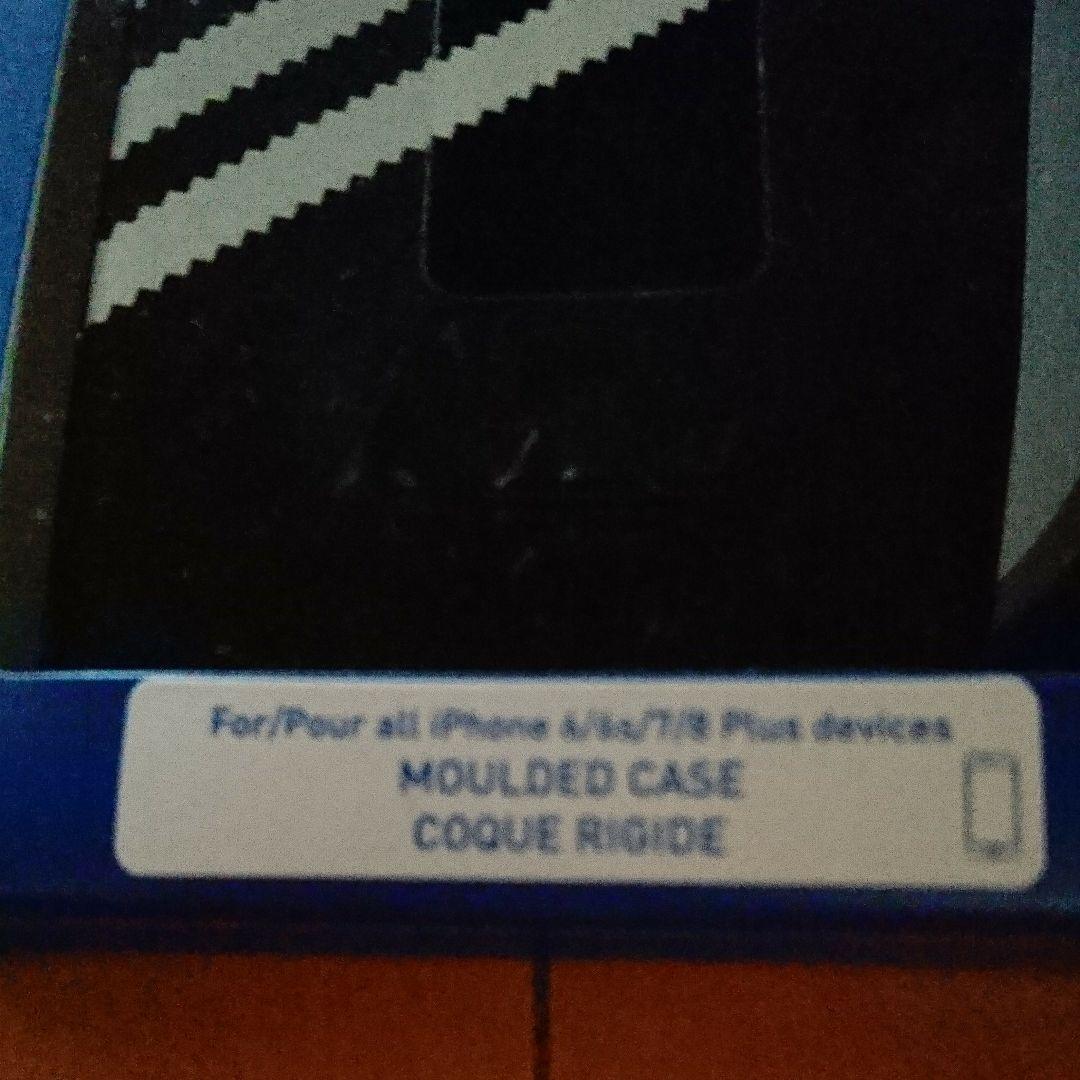 For/Pour all iPhone 6/6s/7/8 Plus devices
MOULDED CASE
COQUE RIGIDE